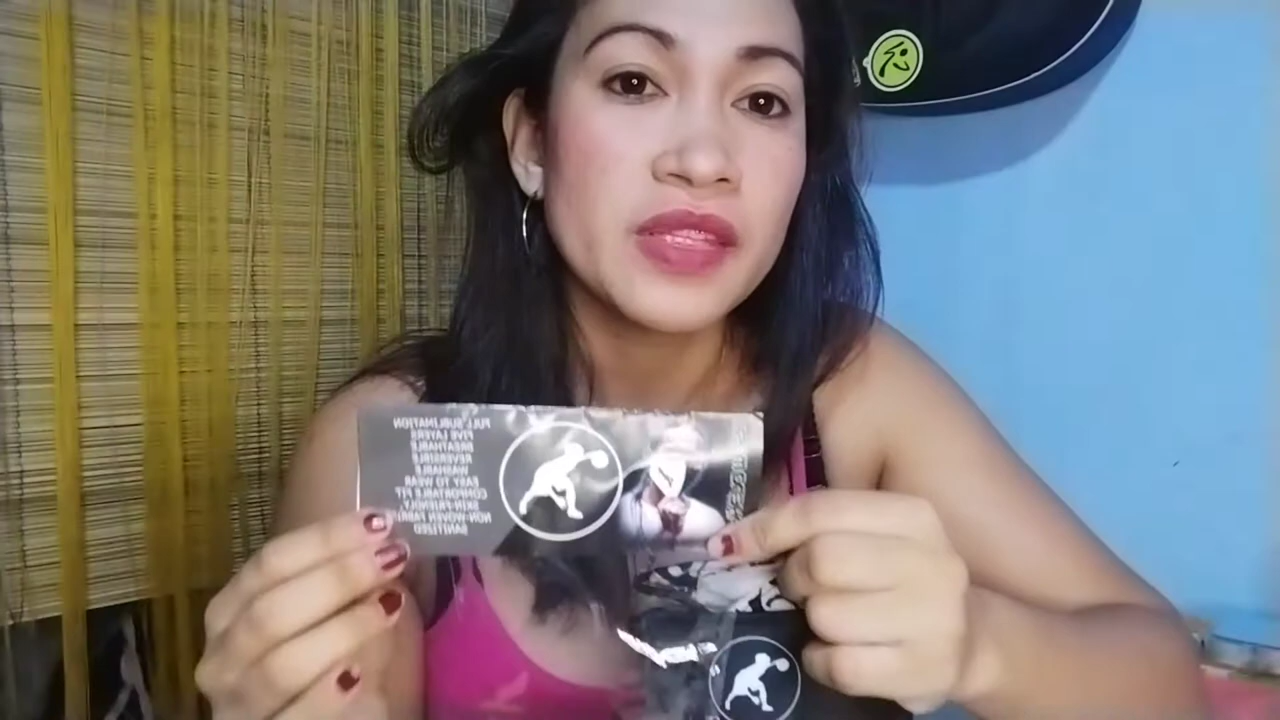 FULL SUBLIMATION
FIVE LAYERS
BREATHABLE
REVERSIBLE
WASHABLE
EASY TO WEAR
COMFORTABLE FIT
SKIN-FRIENDLY,
NON-WOVEN FABRIC
SANITIZED